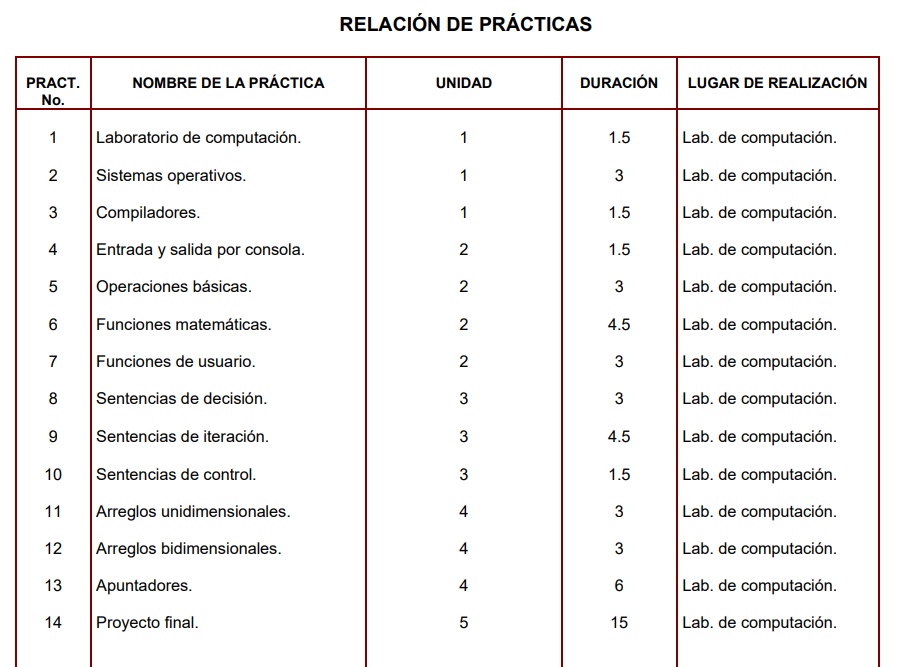 RELACIÓN DE PRÁCTICAS
PRACT. No. NOMBRE DE LA PRÁCTICA UNIDAD DURACIÓN LUGAR DE REALIZACIÓN
1 Laboratorio de computación. 1 1.5 Lab. de computación.
2 Sistemas operativos. 1 3 Lab. de computación.
3 Compiladores. 1 1.5 Lab. de computación.
4 Entrada y salida por consola. 2 1.5 Lab. de computación.
5 Operaciones básicas. 2 3 Lab. de computación.
6 Funciones matemáticas. 2 4.5 Lab. de computación.
7 Funciones de usuario. 2 3 Lab. de computación.
8 Sentencias de decisión. 3 3 Lab. de computación.
9 Sentencias de iteración. 3 4.5 Lab. de computación.
10 Sentencias de control. 3 1.5 Lab. de computación.
11 Arreglos unidimensionales. 4 3 Lab. de computación.
12 Arreglos bidimensionales. 4 3 Lab. de computación.
13 Apuntadores. 4 6 Lab. de computación.
14 Proyecto final. 5 15 Lab. de computación.